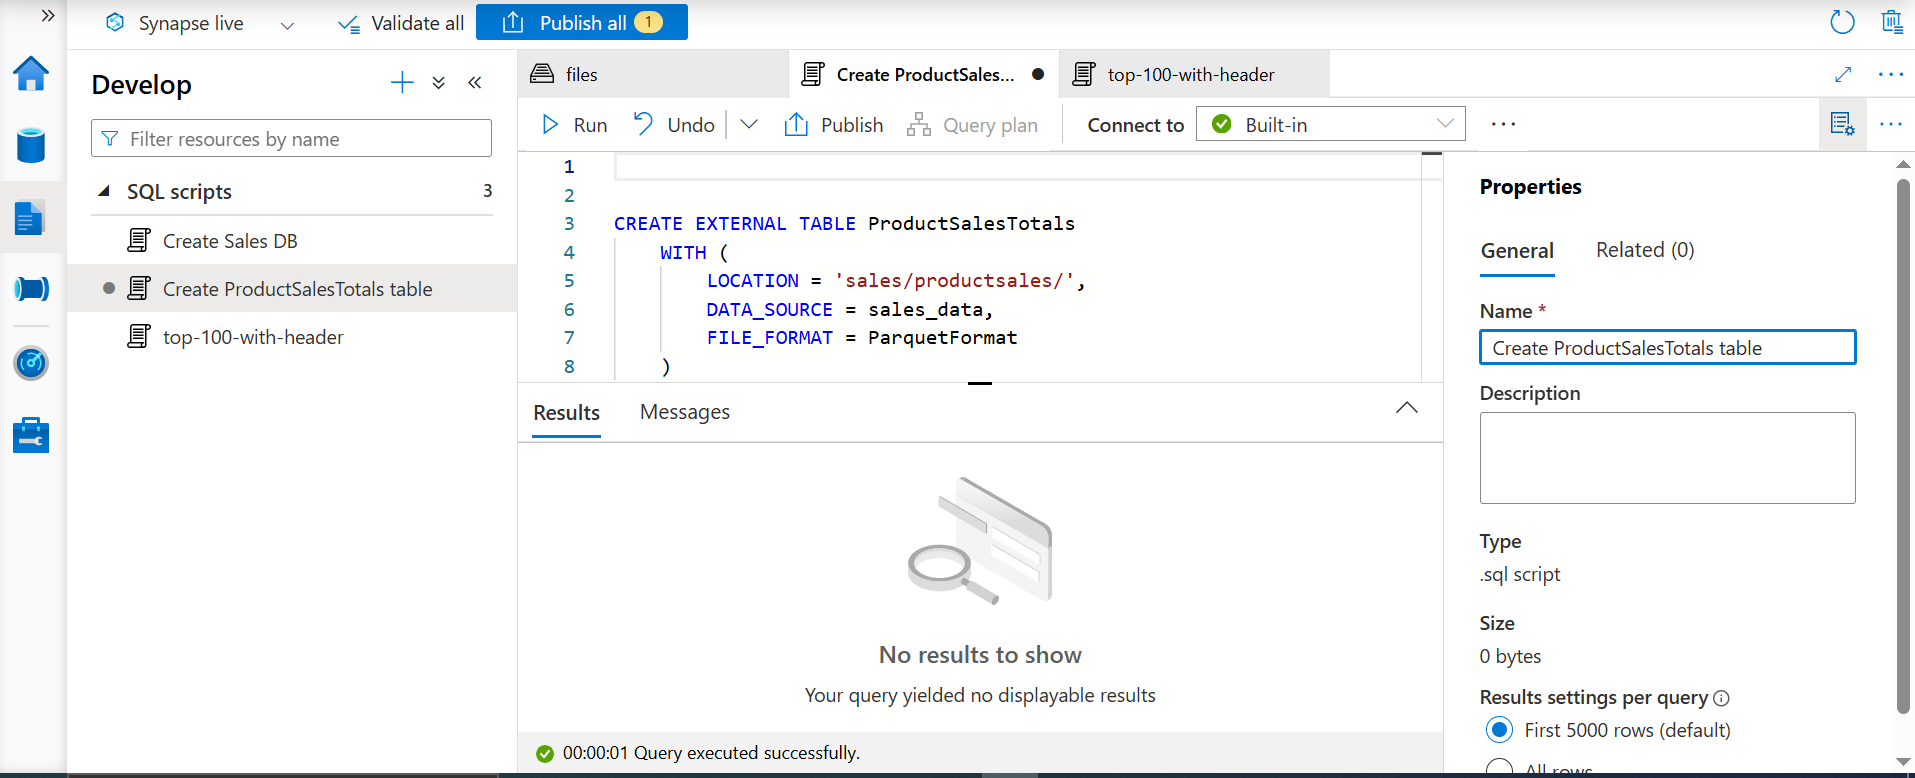 Synapse live
Validate all
Publish all 1
Develop
Filter resources by name
SQL scripts 3
Create Sales DB
Create ProductSalesTotals table
top-100-with-header
files
Create ProductSales...
top-100-with-header
Run
Undo
Publish
Query plan
Connect to
Built-in
1
2
3 CREATE EXTERNAL TABLE ProductSalesTotals
4 WITH (
5 LOCATION = 'sales/productsales/',
6 DATA_SOURCE = sales_data,
7 FILE_FORMAT = ParquetFormat
8 )
Results
Messages
No results to show
Your query yielded no displayable results
00:00:01 Query executed successfully.
Properties
General
Related (0)
Name *
Create ProductSalesTotals table
Description
Type
.sql script
Size
0 bytes
Results settings per query
First 5000 rows (default)
All rows